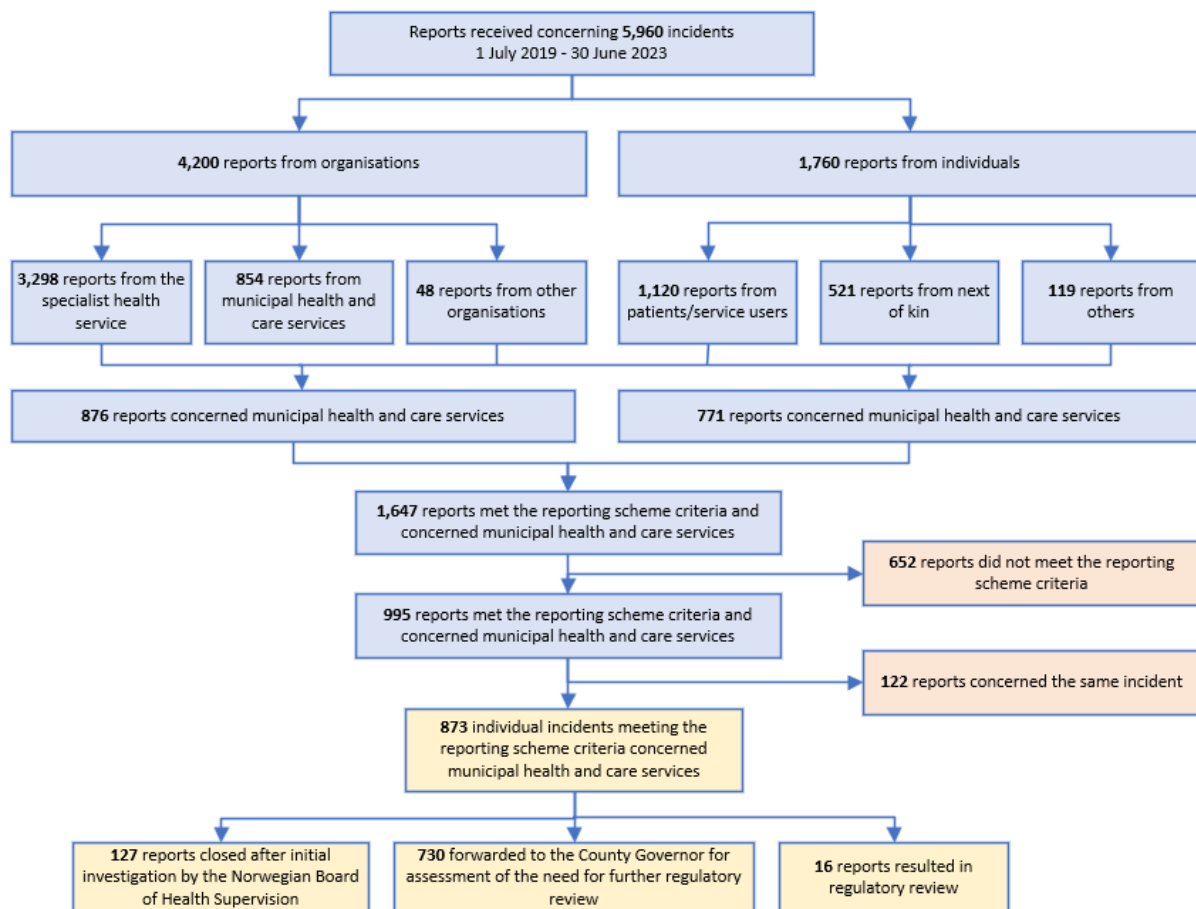 Reports received concerning 5,960 incidents
1 July 2019 - 30 June 2023
4,200 reports from organisations
1,760 reports from individuals
3,298 reports from the
specialist health
service
854 reports from
municipal health and
care services
48 reports from other
organisations
1,120 reports from
patients/service users
521 reports from next
of kin
119 reports from
others
876 reports concerned municipal health and care services
771 reports concerned municipal health and care services
1,647 reports met the reporting scheme criteria and
concerned municipal health and care services
652 reports did not meet the reporting
scheme criteria
995 reports met the reporting scheme criteria and
concerned municipal health and care services
122 reports concerned the same incident
873 individual incidents meeting the
reporting scheme criteria concerned
municipal health and care services
127 reports closed after initial
investigation by the Norwegian Board
of Health Supervision
730 forwarded to the County Governor for
assessment of the need for further regulatory
review
16 reports resulted in
regulatory review